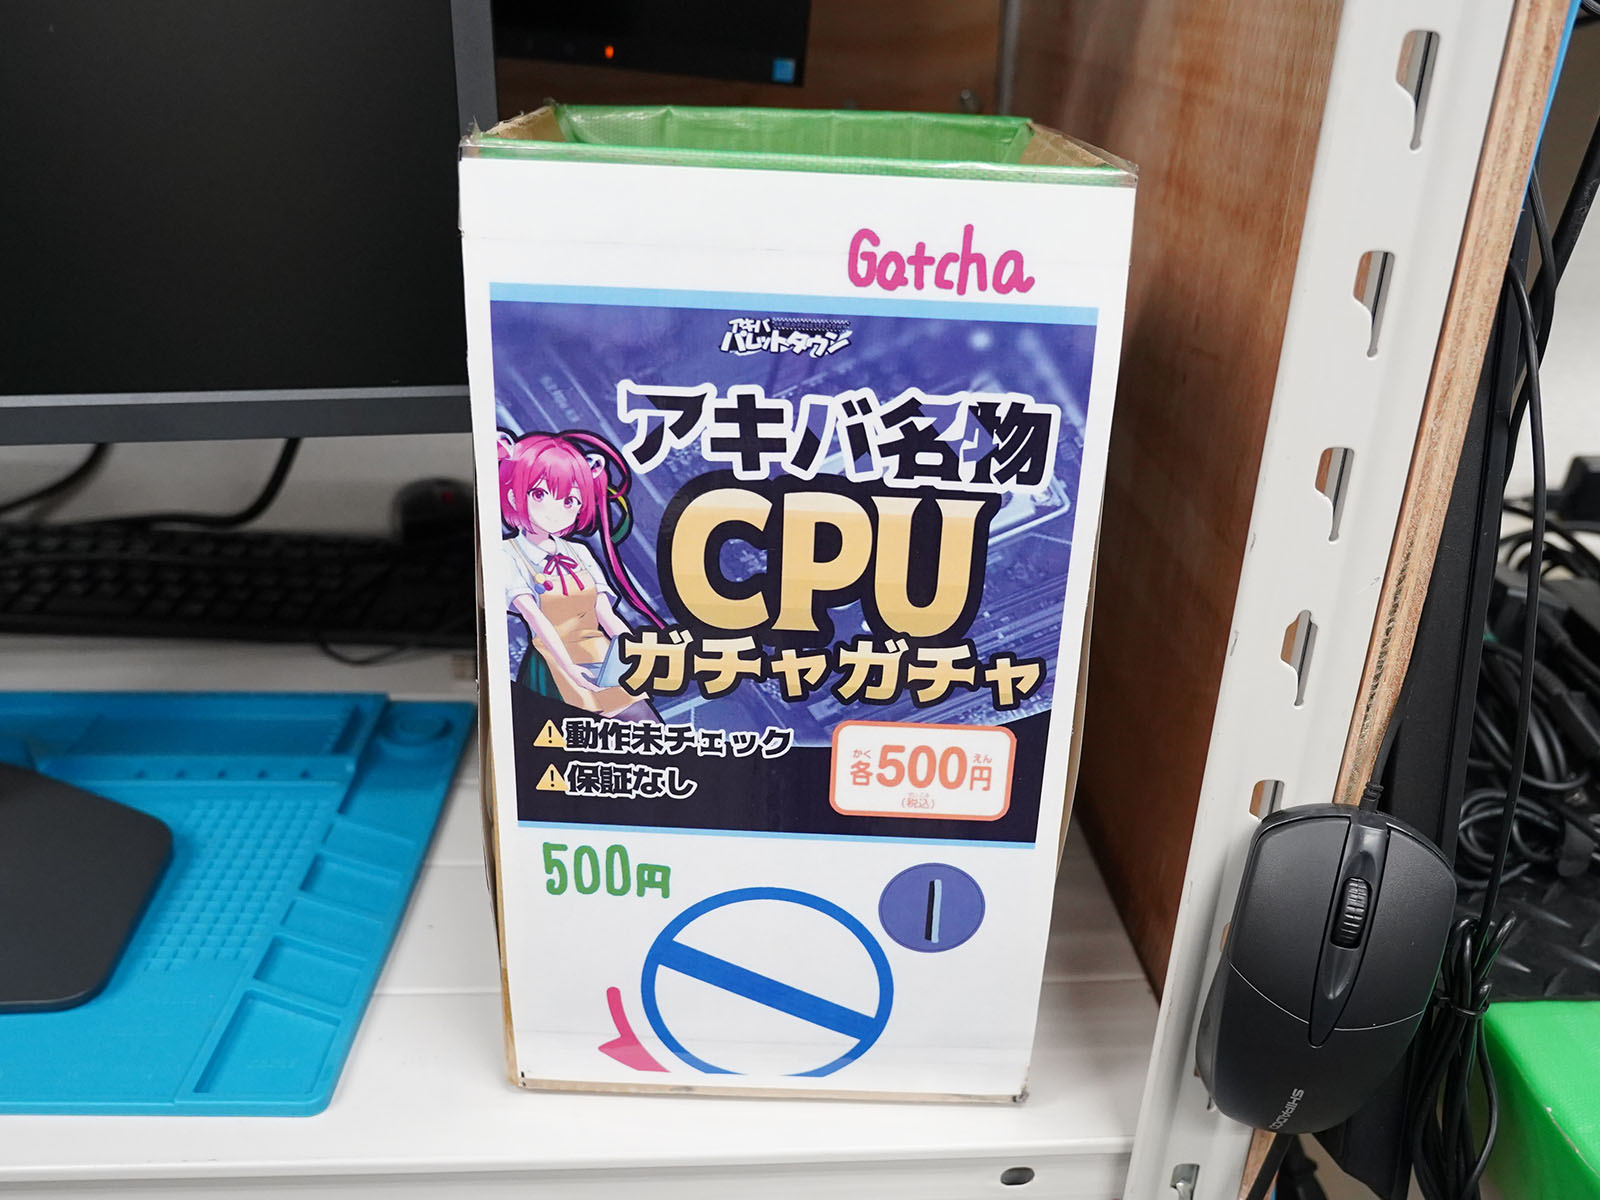 Gatcha
アキバ
パレットタウン
アキバ名物
CPU
ガチャガチャ
動作未チェック
保証なし
かく えん
各500円
(税込)
500円
SHIPADOO